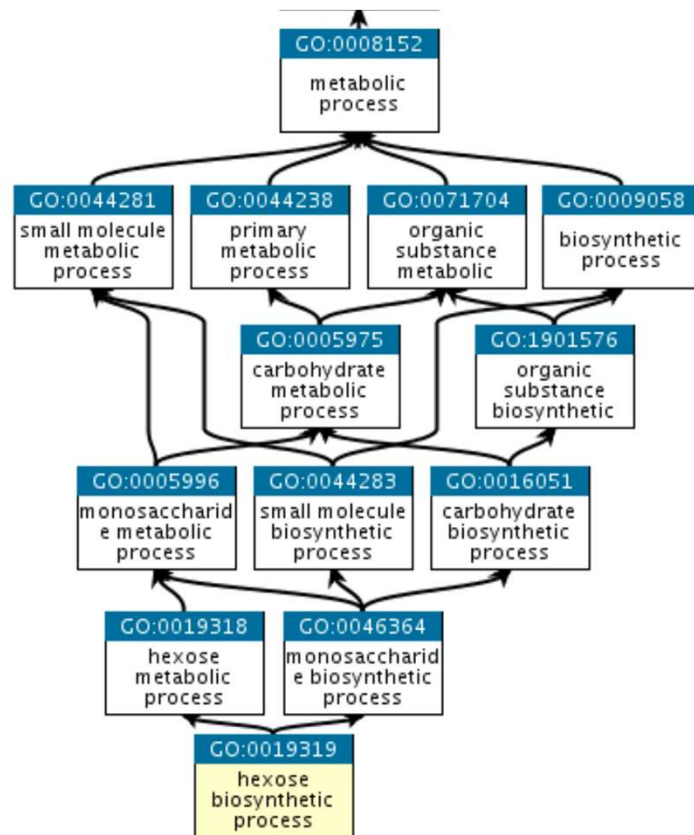 GO:0008152
metabolic
process
GO:0044281
small molecule
metabolic
process
GO:0044238
primary
metabolic
process
GO:0071704
organic
substance
metabolic
GO:0009058
biosynthetic
process
GO:0005975
carbohydrate
metabolic
process
GO:1901576
organic
substance
biosynthetic
GO:0005996
monosaccharid
e metabolic
process
GO:0044283
small molecule
biosynthetic
process
GO:0016051
carbohydrate
biosynthetic
process
GO:0019318
hexose
metabolic
process
GO:0046364
monosaccharid
e biosynthetic
process
GO:0019319
hexose
biosynthetic
process